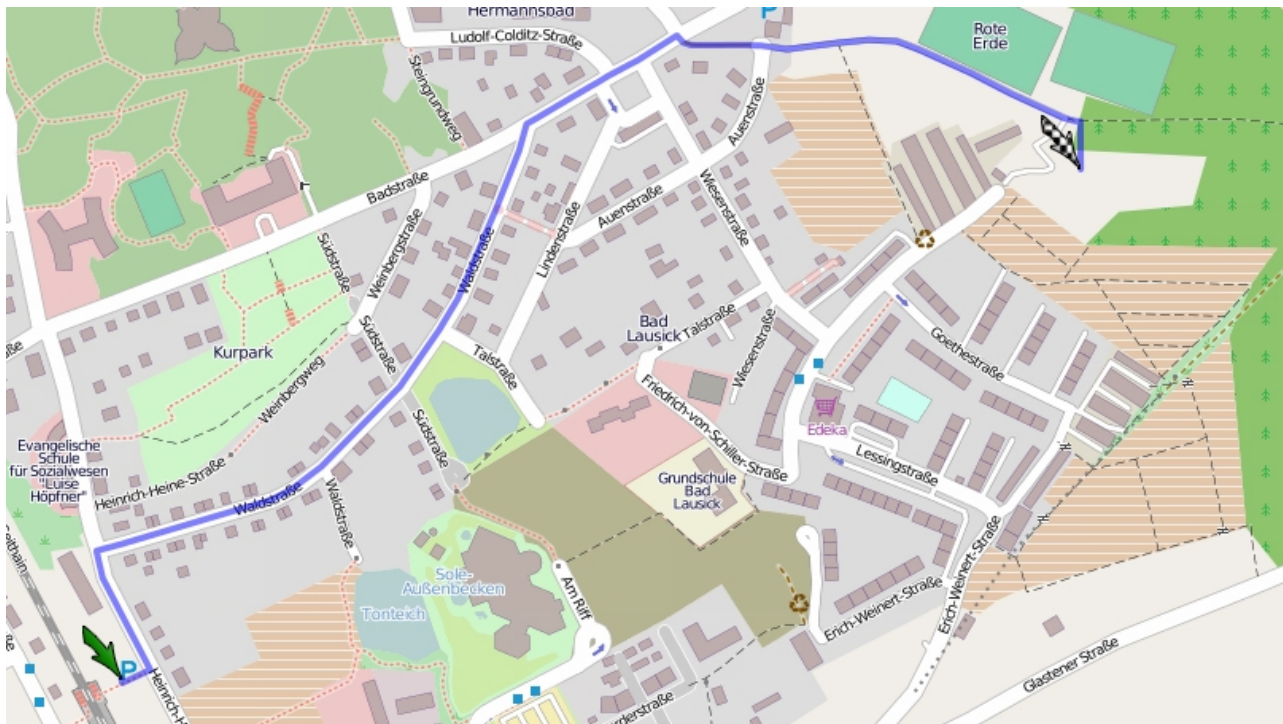 Hermannsbad
Ludolf-Colditz-Straße
P
Rote
Erde
Steingrundweg
Auenstraße
Badstraße
Wiesenstraße
Auenstraße
Südstraße
Weinbergstraße
Waldstraße
Lindenstraße
Kurpark
Südstraße
Bad
Lausick
Talstraße
Goethestraße
Weinbergweg
Talstraße
Wiesenstraße
Friedrich-von-Schiller-Straße
Edeka
Evangelische
Schule
für Sozialwesen
"Luise
Höpfner"
Heinrich-Heine-Straße
Südstraße
Lessingstraße
Grundschule
Bad
Lausick
Waldstraße
Waldstraße
Sole-
Außenbecken
Tonteich
Am Riff
Erich-Weinert-Straße
Erich-Weinert-Straße
Glastener Straße
P
Heinrich-H